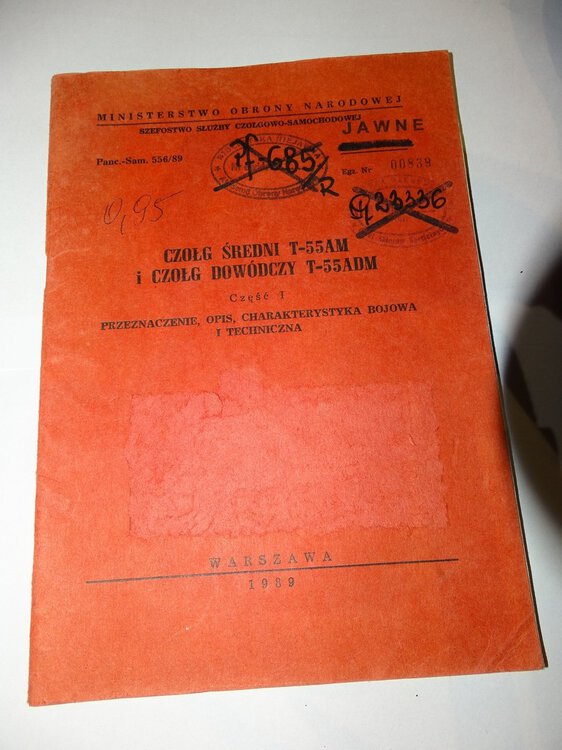 MINISTERSTWO OBRONY NARODOWEJ
SZEFOSTWO SŁUŻBY CZOŁGOWO-SAMOCHODOWEJ
JAWNE
Panc.-Sam. 556/89
Egz. Nr 00839
0,95
CZOŁG ŚREDNI T-55AM
i CZOŁG DOWÓDCZY T-55ADM
Część I
PRZEZNACZENIE, OPIS, CHARAKTERYSTYKA BOJOWA
I TECHNICZNA
WARSZAWA
1989